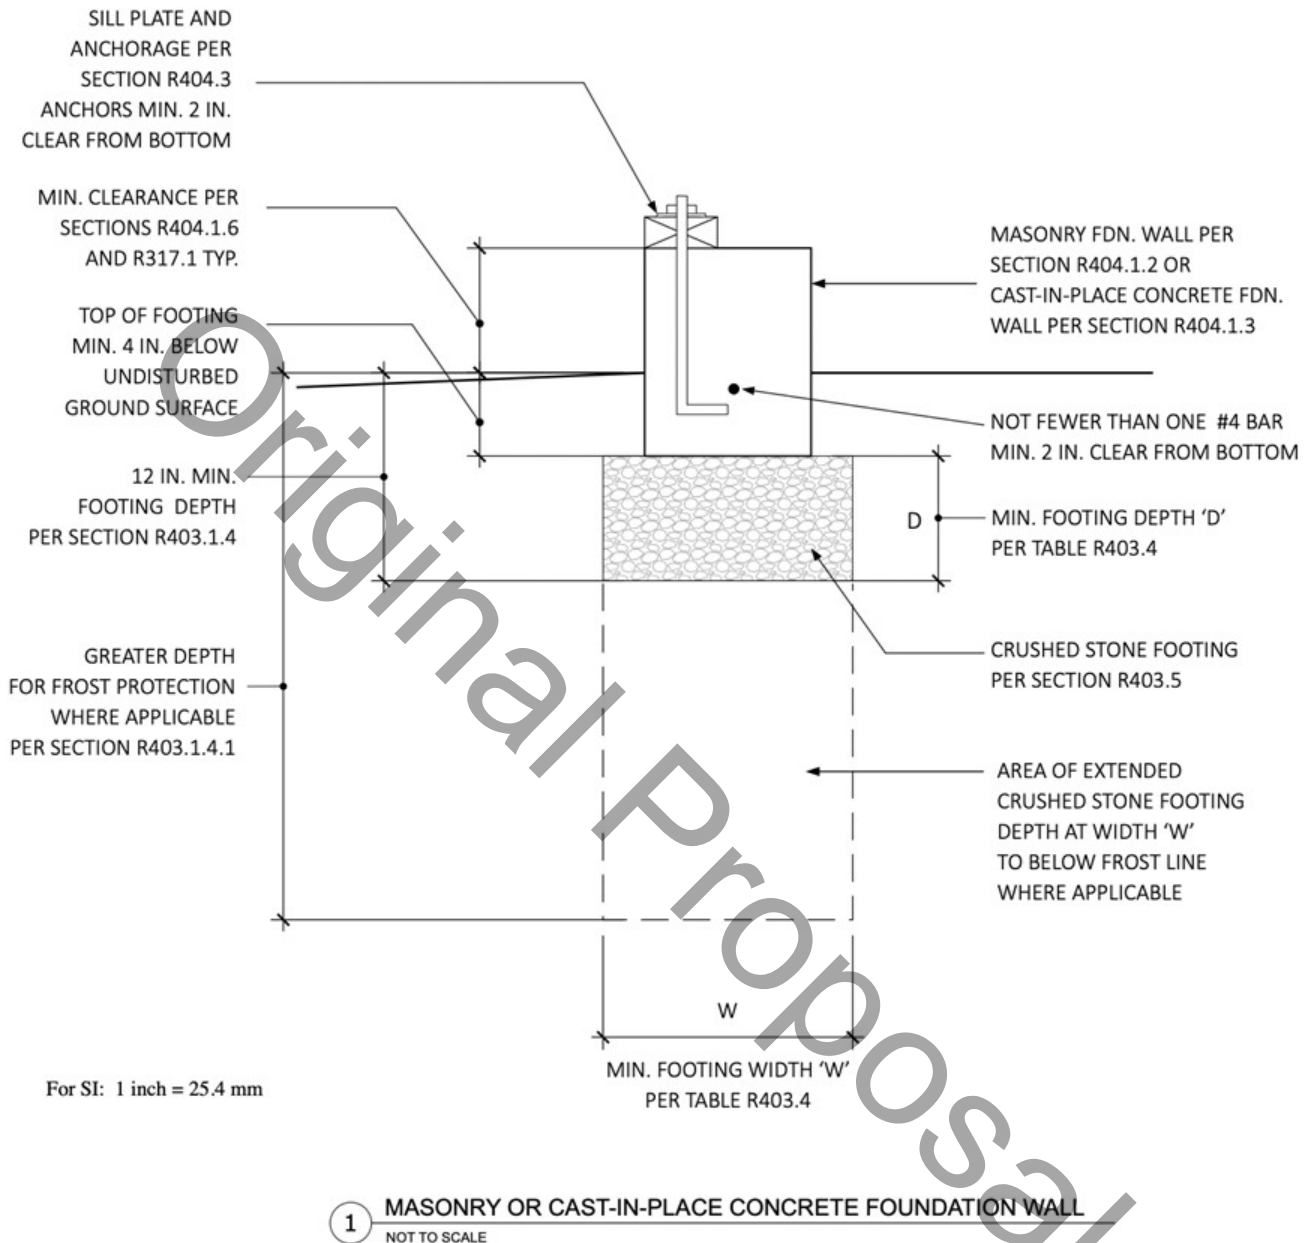 SILL PLATE AND
ANCHORAGE PER
SECTION R404.3
ANCHORS MIN. 2 IN.
CLEAR FROM BOTTOM
MIN. CLEARANCE PER
SECTIONS R404.1.6
AND R317.1 TYP.
TOP OF FOOTING
MIN. 4 IN. BELOW
UNDISTURBED
GROUND SURFACE
12 IN. MIN.
FOOTING DEPTH
PER SECTION R403.1.4
GREATER DEPTH
FOR FROST PROTECTION
WHERE APPLICABLE
PER SECTION R403.1.4.1
MASONRY FDN. WALL PER
SECTION R404.1.2 OR
CAST-IN-PLACE CONCRETE FDN.
WALL PER SECTION R404.1.3
NOT FEWER THAN ONE #4 BAR
MIN. 2 IN. CLEAR FROM BOTTOM
D
MIN. FOOTING DEPTH ‘D’
PER TABLE R403.4
CRUSHED STONE FOOTING
PER SECTION R403.5
AREA OF EXTENDED
CRUSHED STONE FOOTING
DEPTH AT WIDTH ‘W’
TO BELOW FROST LINE
WHERE APPLICABLE
W
MIN. FOOTING WIDTH ‘W’
PER TABLE R403.4
For SI: 1 inch = 25.4 mm
1 MASONRY OR CAST-IN-PLACE CONCRETE FOUNDATION WALL
NOT TO SCALE
Original Proposal